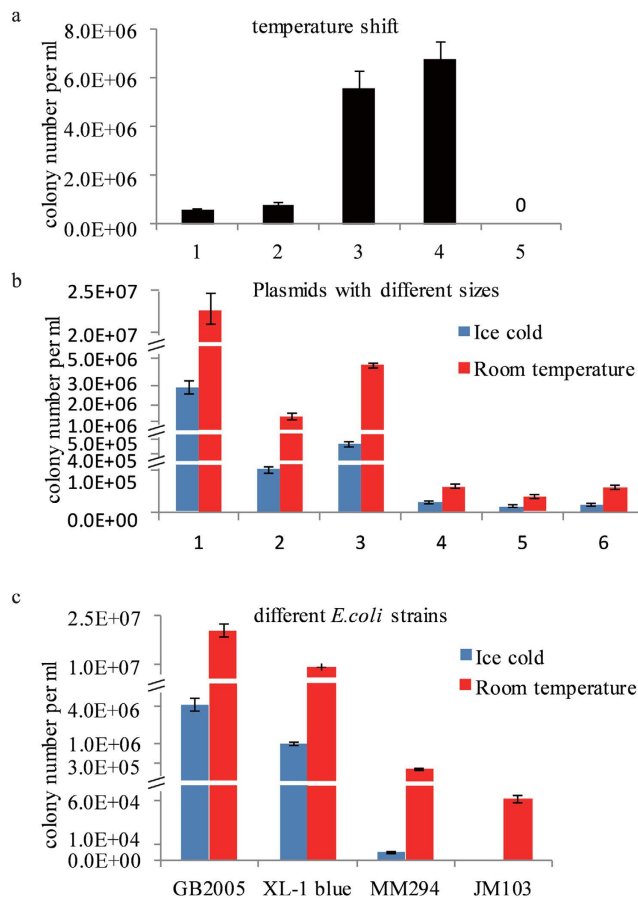 a
temperature shift
colony number per ml
8.0E+06
6.0E+06
4.0E+06
2.0E+06
0.0E+00
0
1 2 3 4 5
b
Plasmids with different sizes
colony number per ml
2.5E+07
2.0E+07
5.0E+06
3.0E+06
2.0E+06
1.0E+06
5.0E+05
4.0E+05
1.0E+05
0.0E+00
Ice cold
Room temperature
1 2 3 4 5 6
c
different E.coli strains
colony number per ml
2.5E+07
1.0E+07
4.0E+06
1.0E+06
3.0E+05
6.0E+04
1.0E+04
0.0E+00
Ice cold
Room temperature
GB2005 XL-1 blue MM294 JM103